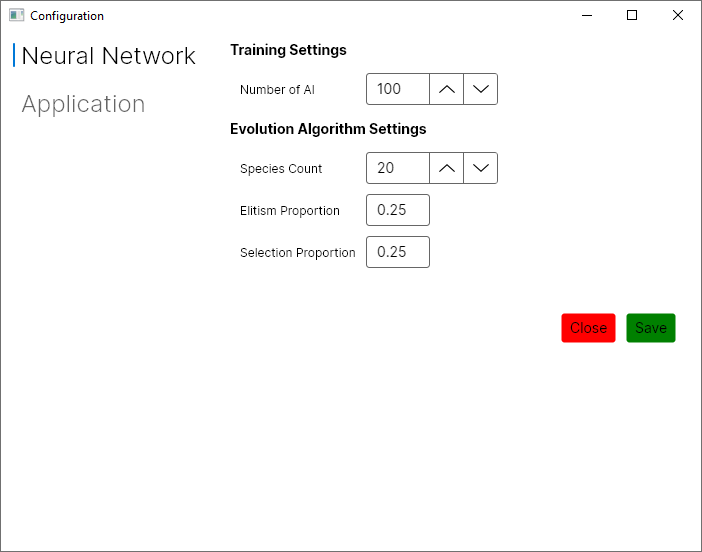 Configuration
Neural Network
Application
Training Settings
Number of AI 100
Evolution Algorithm Settings
Species Count 20
Elitism Proportion 0.25
Selection Proportion 0.25
Close Save